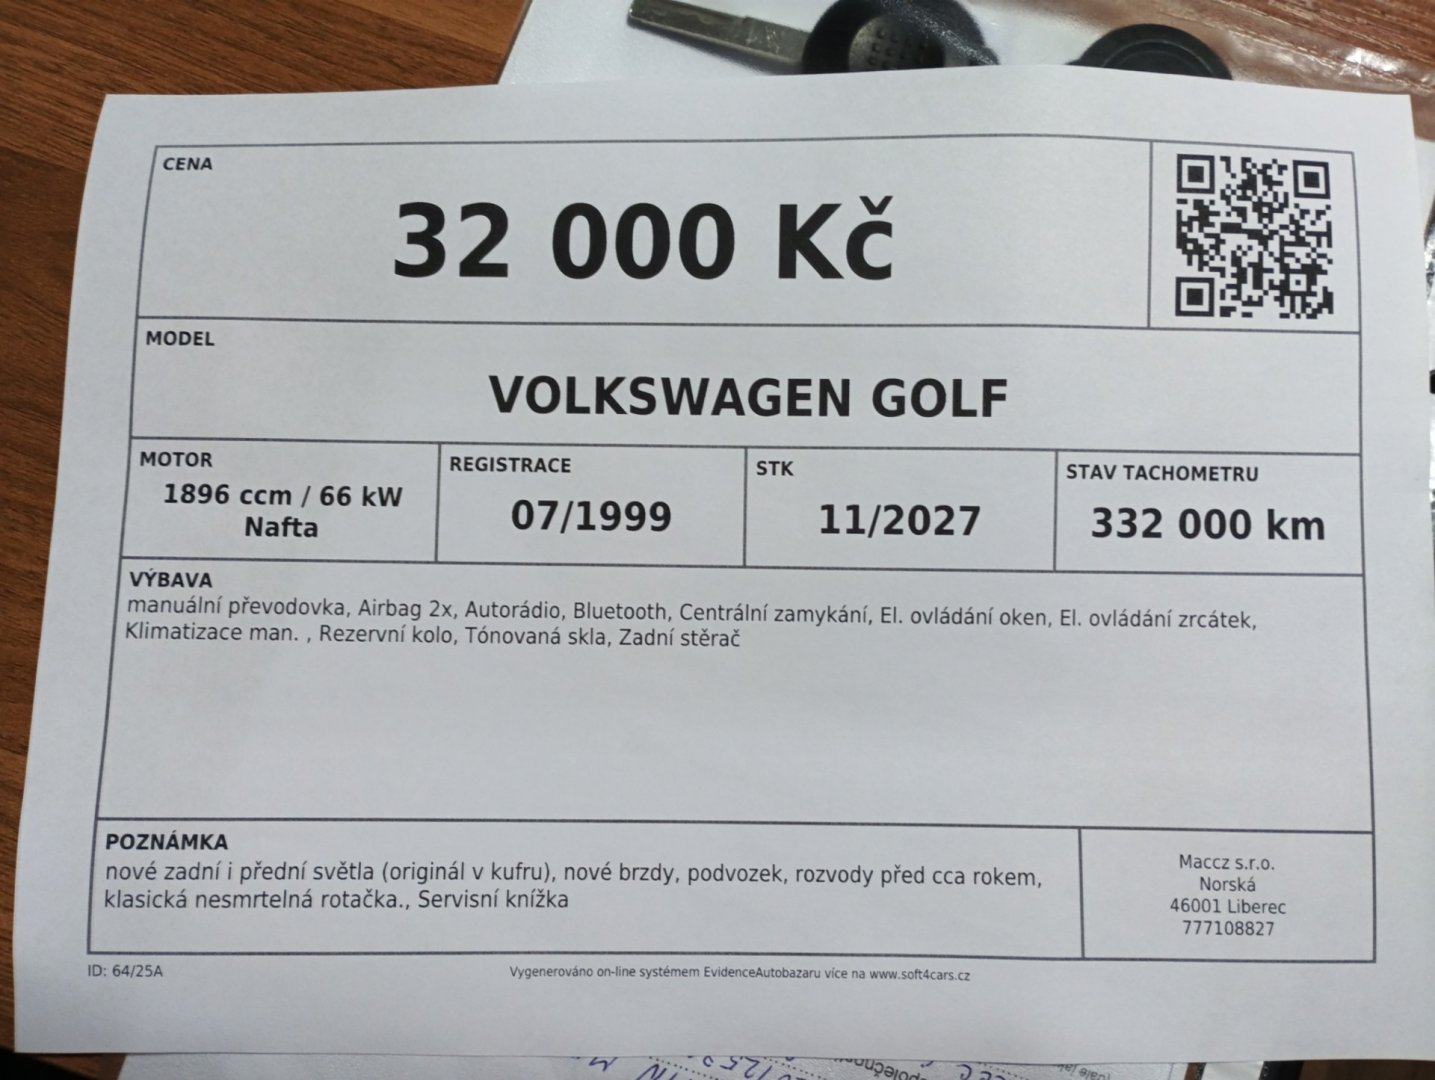 CENA
32 000 Kč
MODEL
VOLKSWAGEN GOLF
MOTOR
1896 ccm / 66 kW
Nafta
REGISTRACE
07/1999
STK
11/2027
STAV TACHOMETRU
332 000 km
VÝBAVA
manuální převodovka, Airbag 2x, Autorádio, Bluetooth, Centrální zamykání, El. ovládání oken, El. ovládání zrcátek,
Klimatizace man. , Rezervní kolo, Tónovaná skla, Zadní stěrač
POZNÁMKA
nové zadní i přední světla (originál v kufru), nové brzdy, podvozek, rozvody před cca rokem,
klasická nesmrtelná rotačka., Servisní knížka
Maccz s.r.o.
Norská
46001 Liberec
777108827
ID: 64/25A
Vygenerováno on-line systémem EvidenceAutobazaru více na www.soft4cars.cz